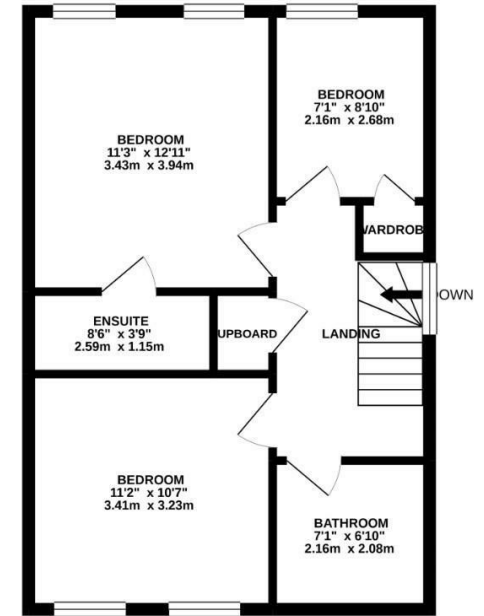 BEDROOM
11'3" x 12'11"
3.43m x 3.94m
BEDROOM
7'1" x 8'10"
2.16m x 2.68m
WARDROB
OWN
ENSUITE
8'6" x 3'9"
2.59m x 1.15m
UPBOARD
LANDING
BEDROOM
11'2" x 10'7"
3.41m x 3.23m
BATHROOM
7'1" x 6'10"
2.16m x 2.08m